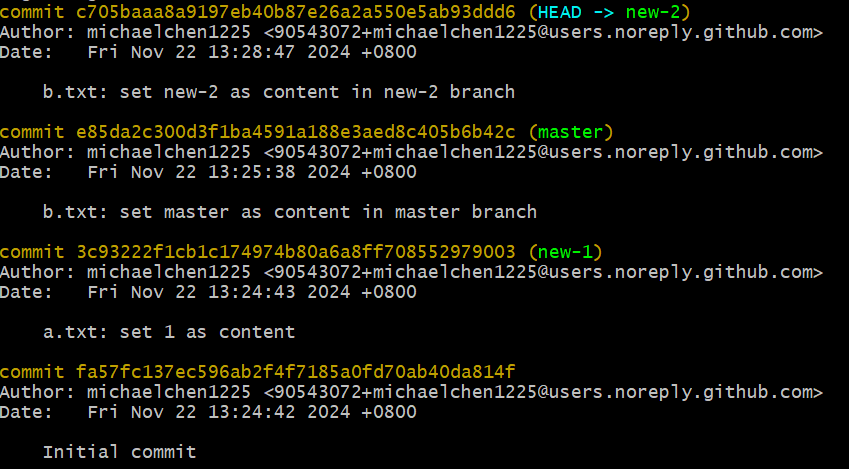 commit c705baaa8a9197eb40b87e26a2a550e5ab93ddd6 (HEAD -> new-2)
Author: michaelchen1225 <90543072+michaelchen1225@users.noreply.github.com>
Date:   Fri Nov 22 13:28:47 2024 +0800
b.txt: set new-2 as content in new-2 branch
commit e85da2c300d3f1ba4591a188e3aed8c405b6b42c (master)
Author: michaelchen1225 <90543072+michaelchen1225@users.noreply.github.com>
Date:   Fri Nov 22 13:25:38 2024 +0800
b.txt: set master as content in master branch
commit 3c93222f1cb1c174974b80a6a8ff708552979003 (new-1)
Author: michaelchen1225 <90543072+michaelchen1225@users.noreply.github.com>
Date:   Fri Nov 22 13:24:43 2024 +0800
a.txt: set 1 as content
commit fa57fc137ec596ab2f4f7185a0fd70ab40da814f
Author: michaelchen1225 <90543072+michaelchen1225@users.noreply.github.com>
Date:   Fri Nov 22 13:24:42 2024 +0800
Initial commit